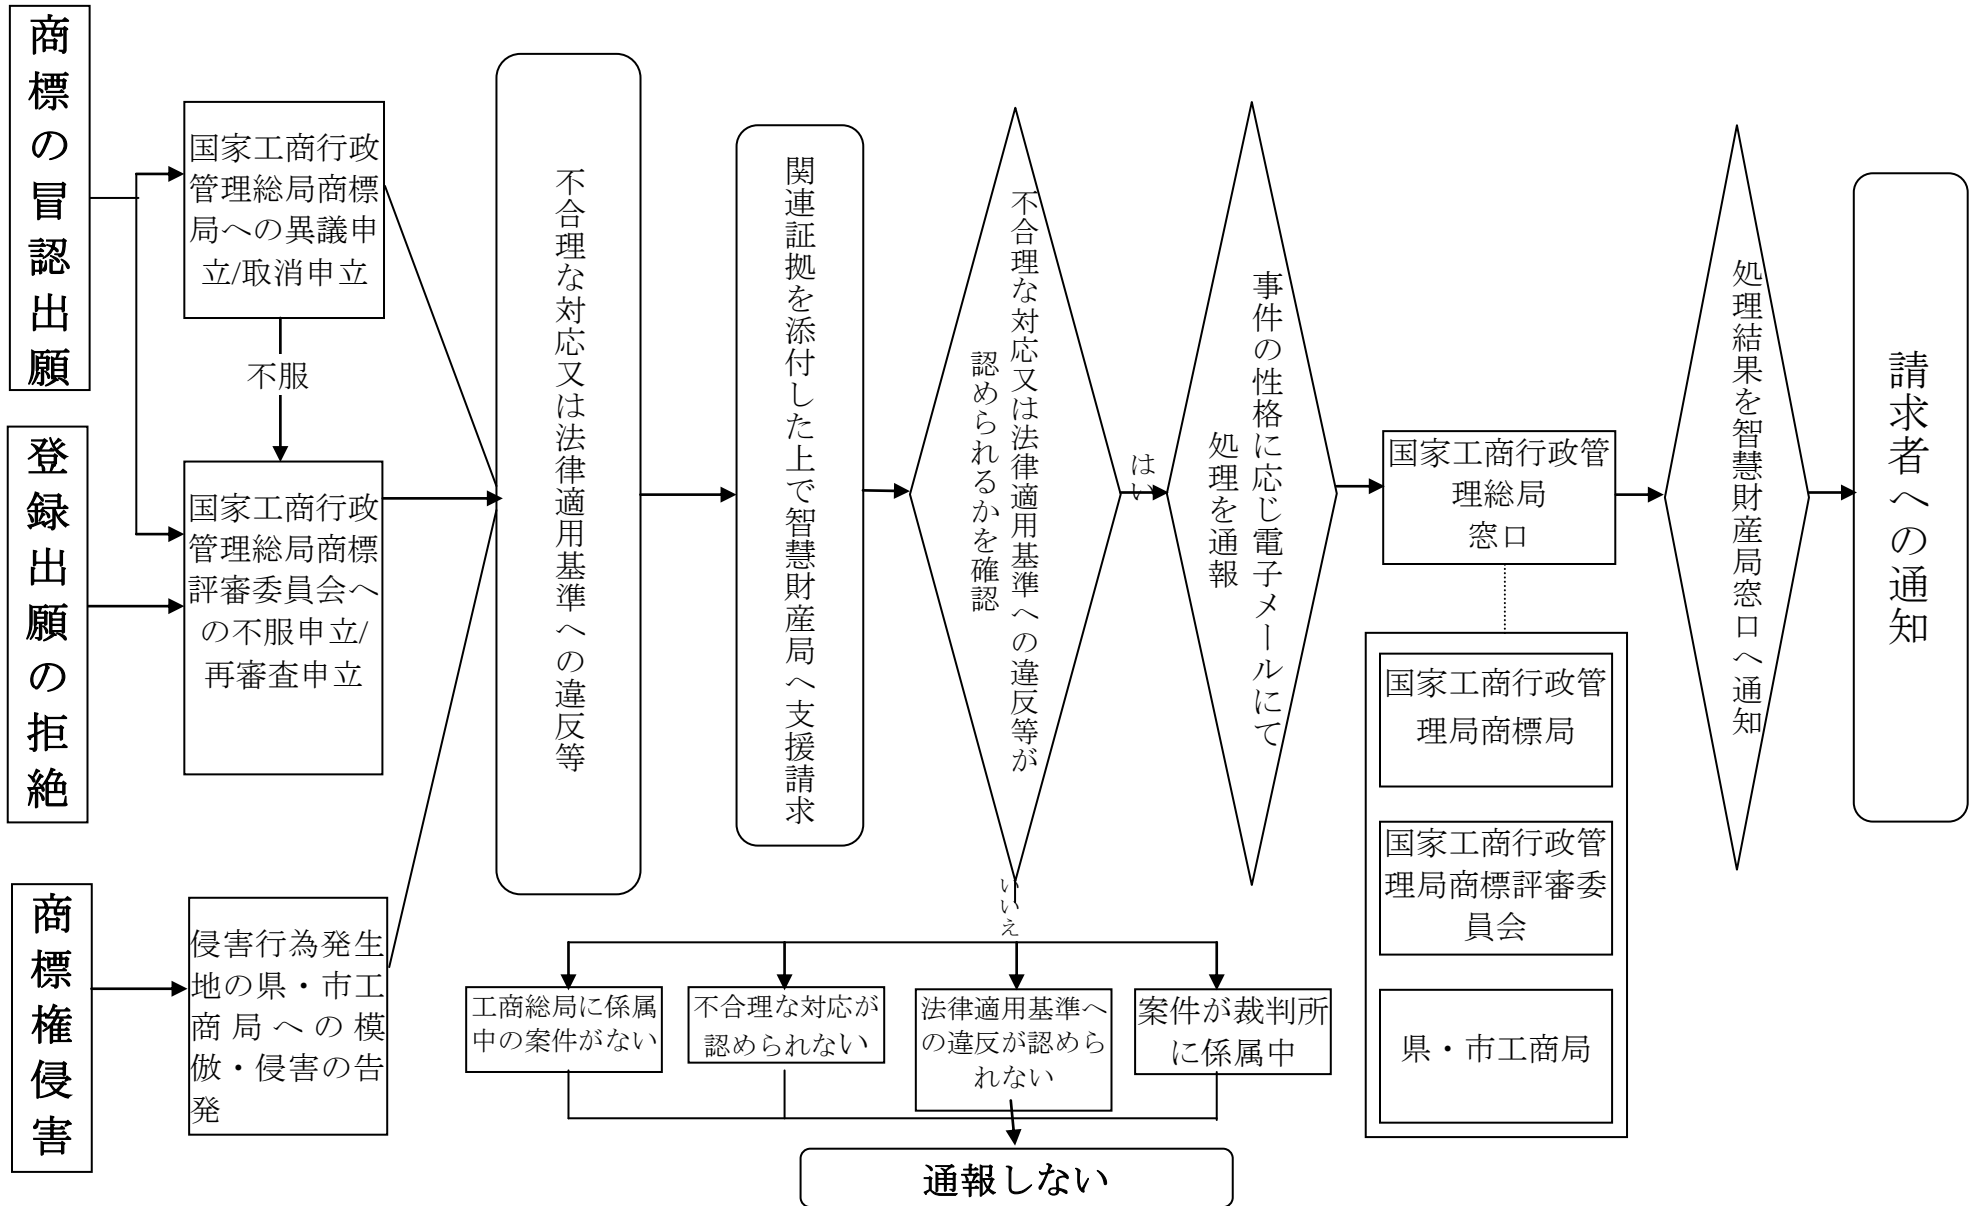 商標の冒認出願
国家工商行政
管理総局商標
局への異議申
立/取消申立
不服
登録出願の拒絶
国家工商行政
管理総局商標
評審委員会へ
の不服申立/
再審査申立
商標権侵害
侵害行為発生
地の県・市工
商局への模
倣・侵害の告
発
不合理な対応又は法律適用基準への違反等
関連証拠を添付した上で智慧財産局へ支援請求
不合理な対応又は法律適用基準への違反等が
認められるかを確認
はい
いいえ
工商総局に係属
中の案件がない
不合理な対応が
認められない
法律適用基準へ
の違反が認めら
れない
案件が裁判所
に係属中
通報しない
事件の性格に応じ電子メールにて
処理を通報
国家工商行政管
理総局
窓口
国家工商行政管
理局商標局
国家工商行政管
理局商標評審委
員会
県・市工商局
処理結果を智慧財産局窓口へ通知
請求者への通知